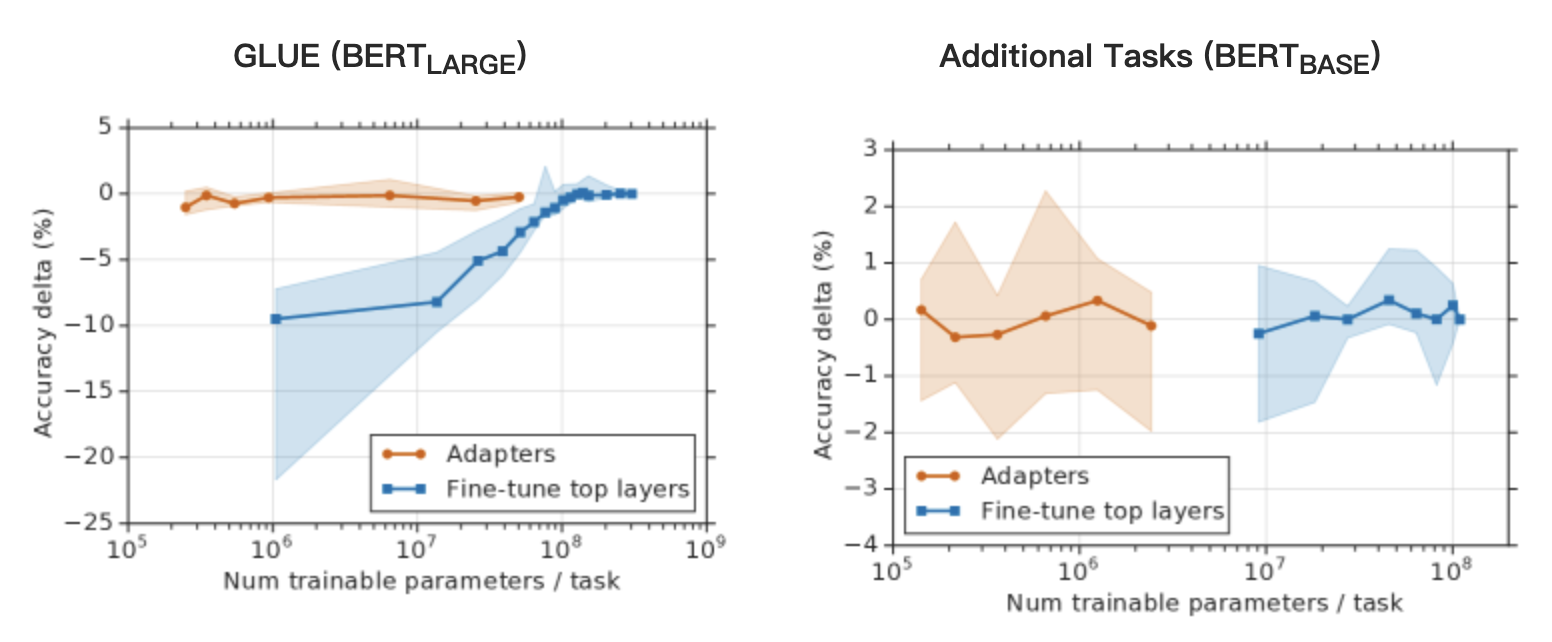 GLUE (BERTLARGE)
Additional Tasks (BERTBASE)
5
0
−5
−10
−15
−20
−25
Accuracy delta (%)
Adapters
Fine-tune top layers
10^5
10^6
10^7
10^8
10^9
Num trainable parameters / task
3
2
1
0
−1
−2
−3
−4
Accuracy delta (%)
Adapters
Fine-tune top layers
10^5
10^6
10^7
10^8
Num trainable parameters / task